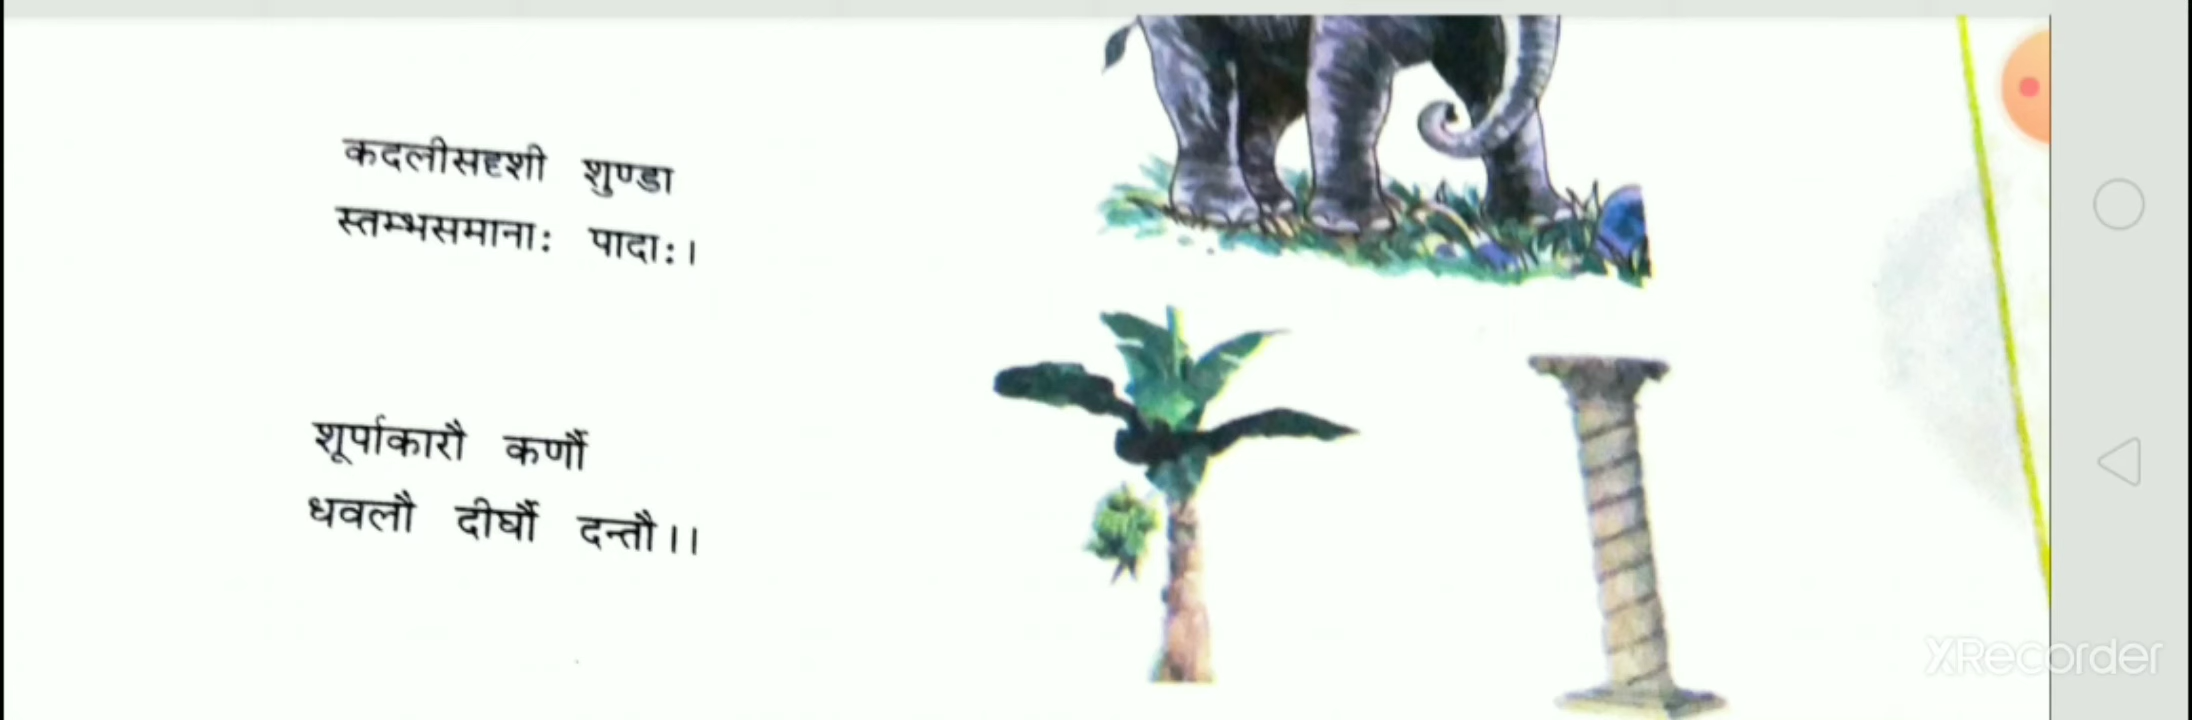 कदलीसदृशी शुण्डा
स्तम्भसमानाः पादाः।
शूर्पाकारौ कर्णौ
धवलौ दीर्घौ दन्तौ।।
XRecorder